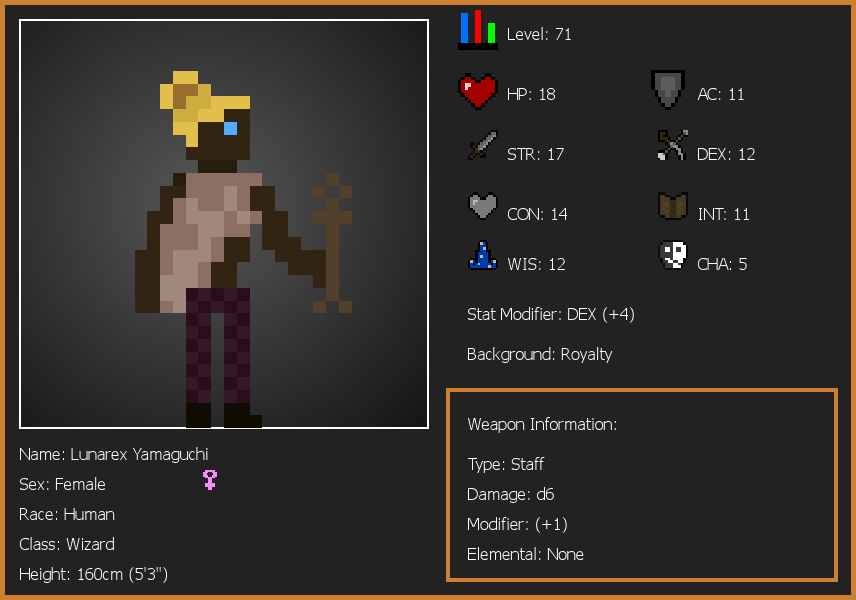 Level: 71
HP: 18
AC: 11
STR: 17
DEX: 12
CON: 14
INT: 11
WIS: 12
CHA: 5
Stat Modifier: DEX (+4)
Background: Royalty
Weapon Information:
Type: Staff
Damage: d6
Modifier: (+1)
Elemental: None
Name: Lunarex Yamaguchi
Sex: Female
Race: Human
Class: Wizard
Height: 160cm (5'3")